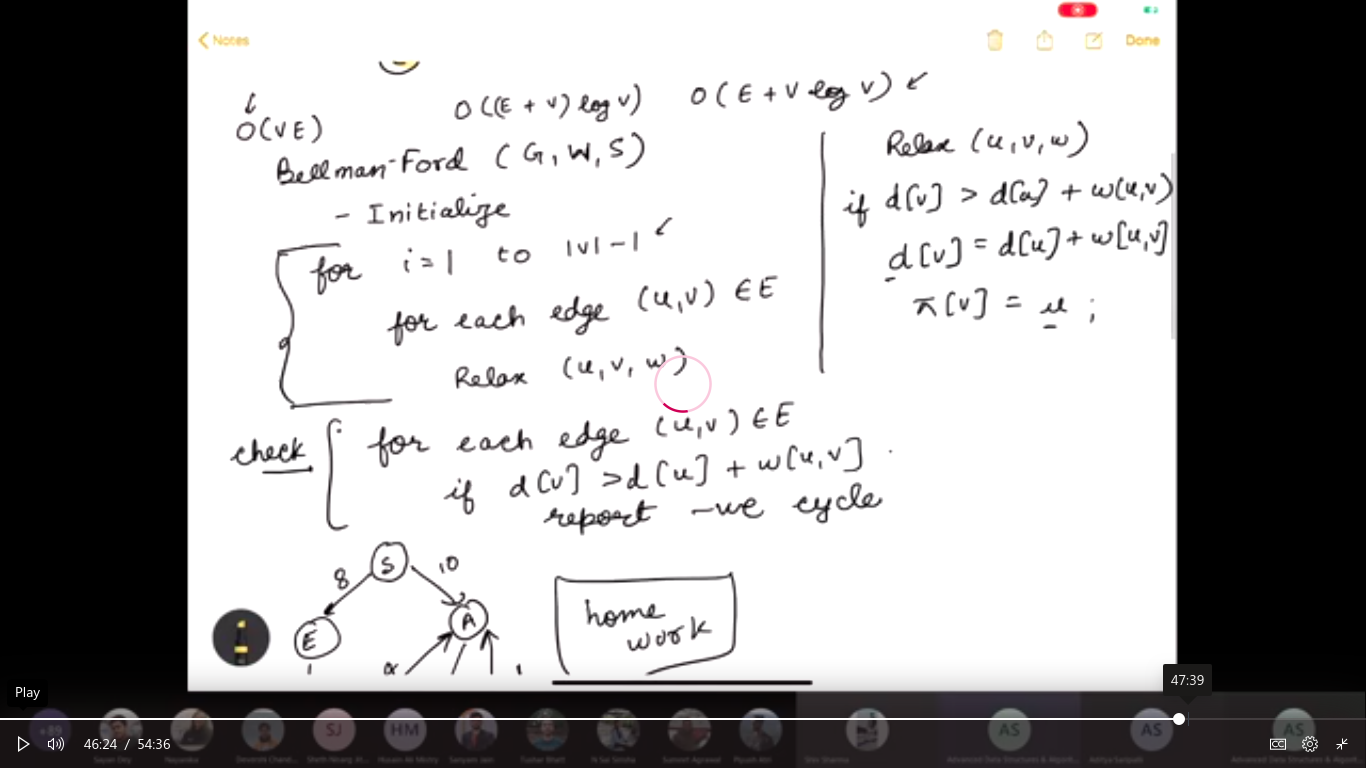 Notes
Done
O(VE)
O((E + V) log V)
O(E + V log V)
Bellman-Ford (G, W, S)
- Initialize
for i=1 to |V|-1
for each edge (u,v) ∈ E
Relax (u, v, w)
check
for each edge (u,v) ∈ E
if d[v] > d[u] + w[u,v]
report -ve cycle
Relax (u,v,w)
if d[v] > d[u] + w(u,v)
d[v] = d[u] + w[u,v]
π[v] = u ;
S
8
10
E
A
home
work
47:39
Play
SJ
HM
AS
AS
AS
46:24 / 54:36
CC